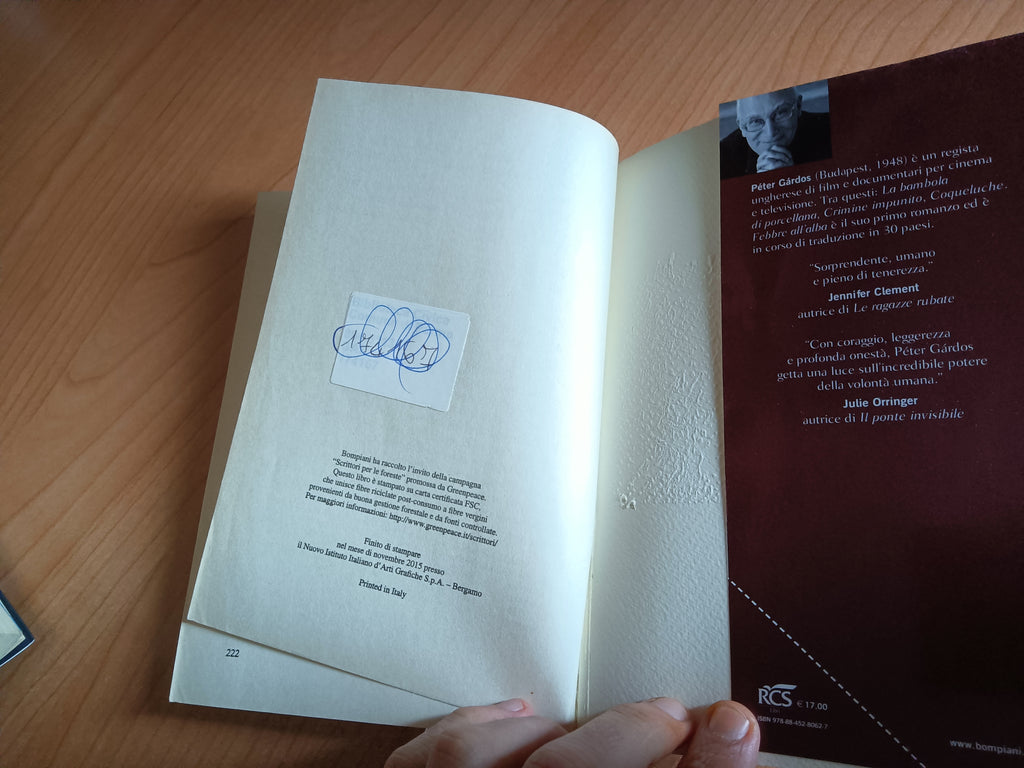 Bompiani ha raccolto l'invito della campagna
"Scrittori per le foreste" promossa da Greenpeace.
Questo libro è stampato su carta certificata FSC,
che unisce fibre riciclate post-consumo a fibre vergini
provenienti da buona gestione forestale e da fonti controllate.
Per maggiori informazioni: http://www.greenpeace.it/scrittori/
Finito di stampare
nel mese di novembre 2015 presso
il Nuovo Istituto Italiano d'Arti Grafiche S.p.A. – Bergamo
Printed in Italy
222
Péter Gárdos (Budapest, 1948) è un regista
ungherese di film e documentari per cinema
e televisione. Tra questi: La bambola
di porcellana, Crimine impunito, Coqueluche.
Febbre all'alba è il suo primo romanzo ed è
in corso di traduzione in 30 paesi.
"Sorprendente, umano
e pieno di tenerezza."
Jennifer Clement
autrice di Le ragazze rubate
"Con coraggio, leggerezza
e profonda onestà, Péter Gárdos
getta una luce sull'incredibile potere
della volontà umana."
Julie Orringer
autrice di Il ponte invisibile
RCS € 17.00
Libri
ISBN 978-88-452-8062-7
www.bompiani.